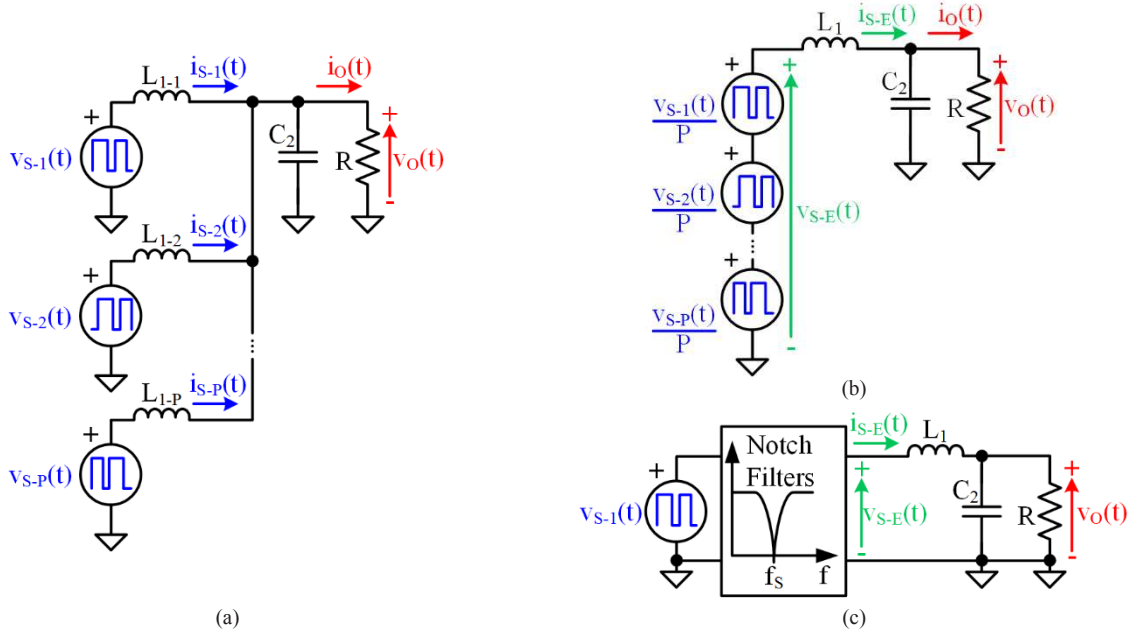 L1-1
iS-1(t)
iO(t)
+
vS-1(t)
C2
R
+
vO(t)
-
L1-2
iS-2(t)
+
vS-2(t)
L1-P
iS-P(t)
+
vS-P(t)
(a)
L1
iS-E(t)
iO(t)
+
+
vS-1(t)
P
C2
R
+
vO(t)
-
+
vS-2(t)
P
vS-E(t)
+
vS-P(t)
P
-
(b)
Notch
Filters
fS
f
+
vS-1(t)
iS-E(t)
L1
+
vS-E(t)
-
C2
R
+
vO(t)
-
(c)